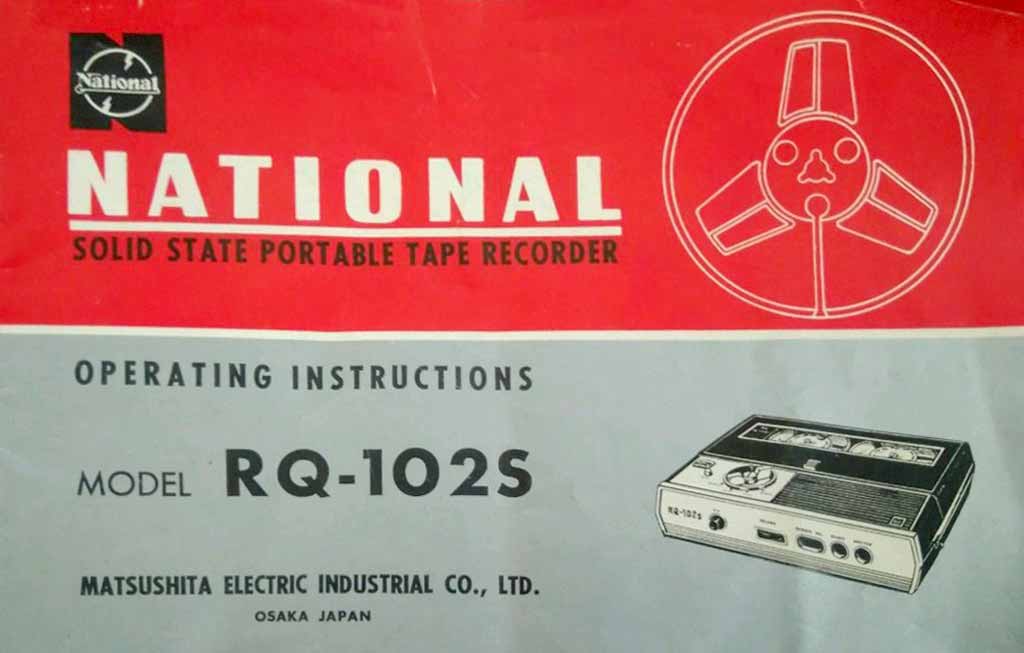 National
NATIONAL
SOLID STATE PORTABLE TAPE RECORDER
OPERATING INSTRUCTIONS
MODEL RQ-102S
RQ-102S
MATSUSHITA ELECTRIC INDUSTRIAL CO., LTD.
OSAKA JAPAN